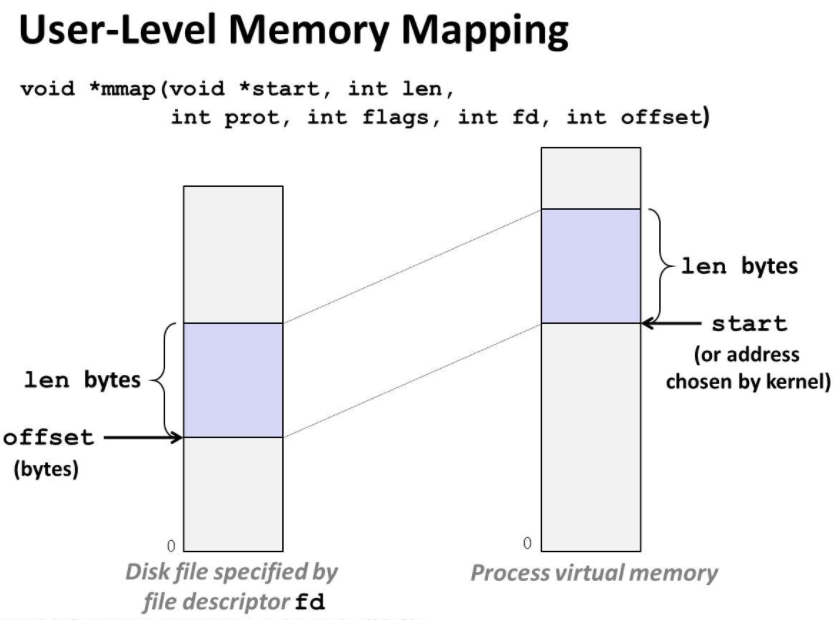 User-Level Memory Mapping
void *mmap(void *start, int len,
int prot, int flags, int fd, int offset)
len bytes
start
(or address
chosen by kernel)
len bytes
offset
(bytes)
0
0
Disk file specified by
file descriptor fd
Process virtual memory